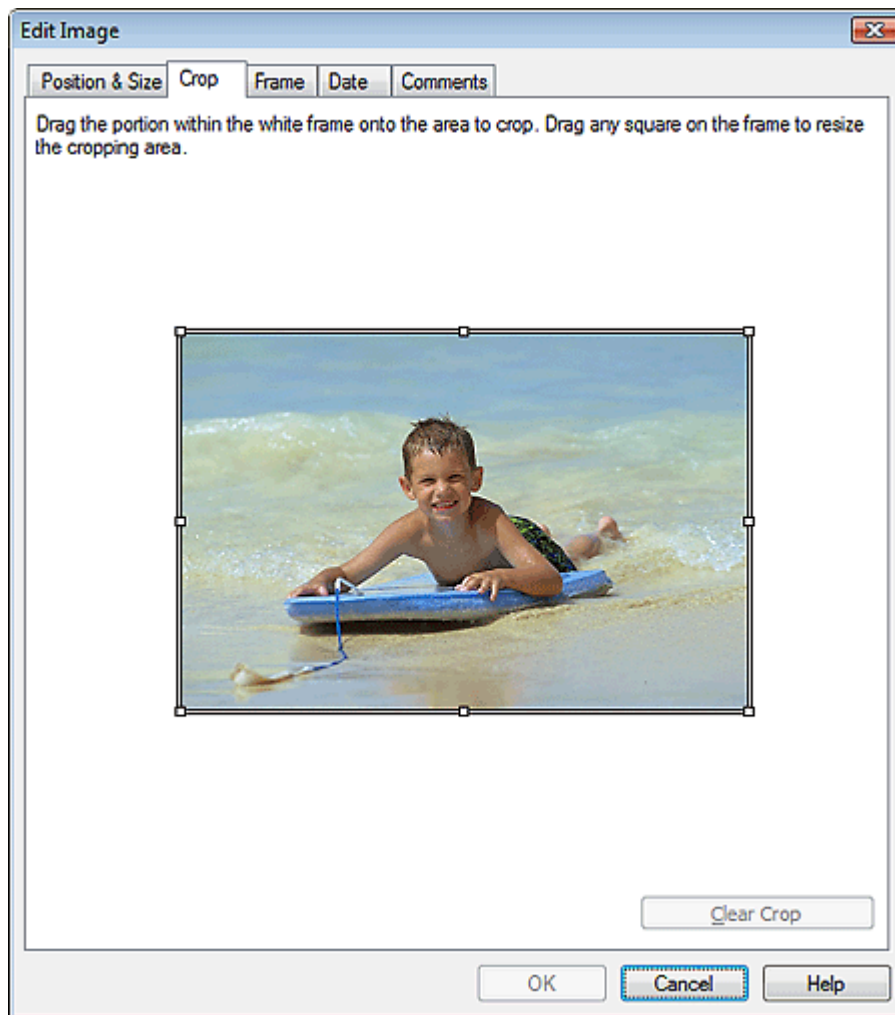 Edit Image
Position & Size Crop Frame Date Comments
Drag the portion within the white frame onto the area to crop. Drag any square on the frame to resize
the cropping area.
Clear Crop
OK Cancel Help